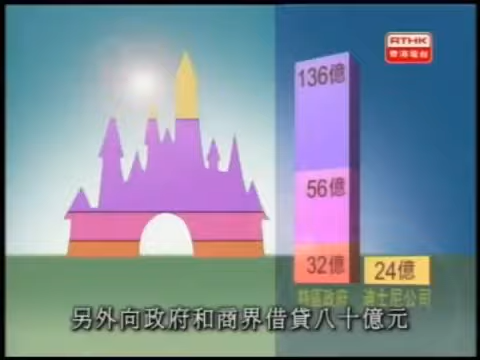 RTHK
香港電台
136億
56億
32億
24億
特區政府
迪士尼公司
另外向政府和商界借貸八十億元